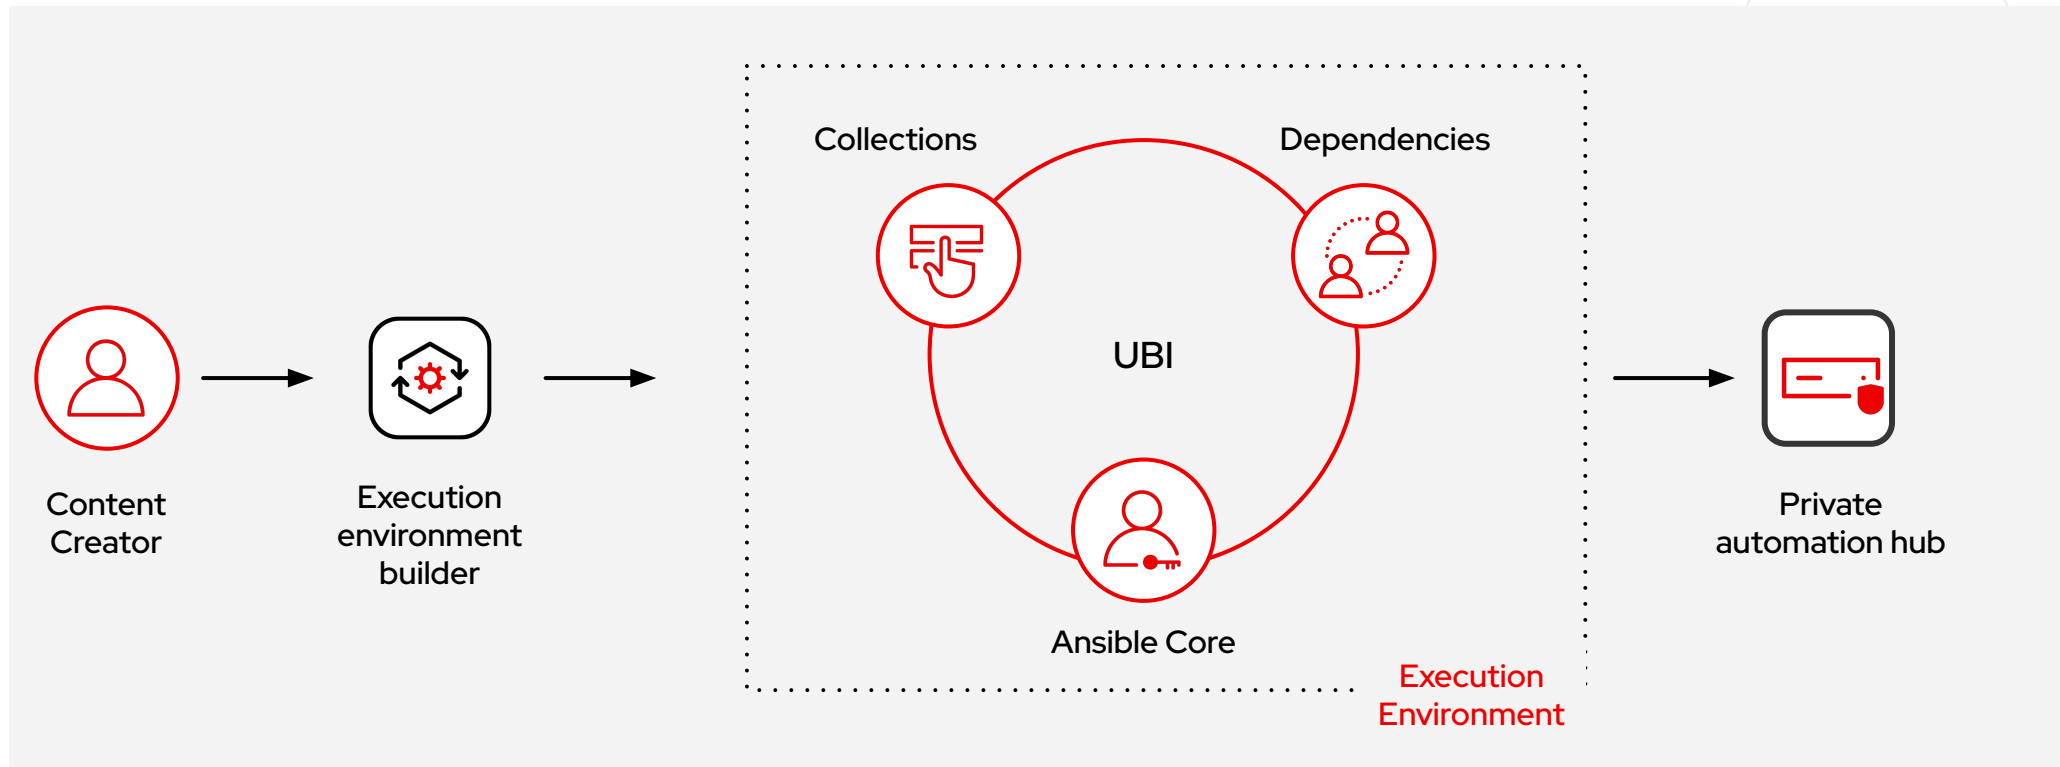 Content
Creator
Execution
environment
builder
Collections
Dependencies
UBI
Ansible Core
Execution
Environment
Private
automation hub